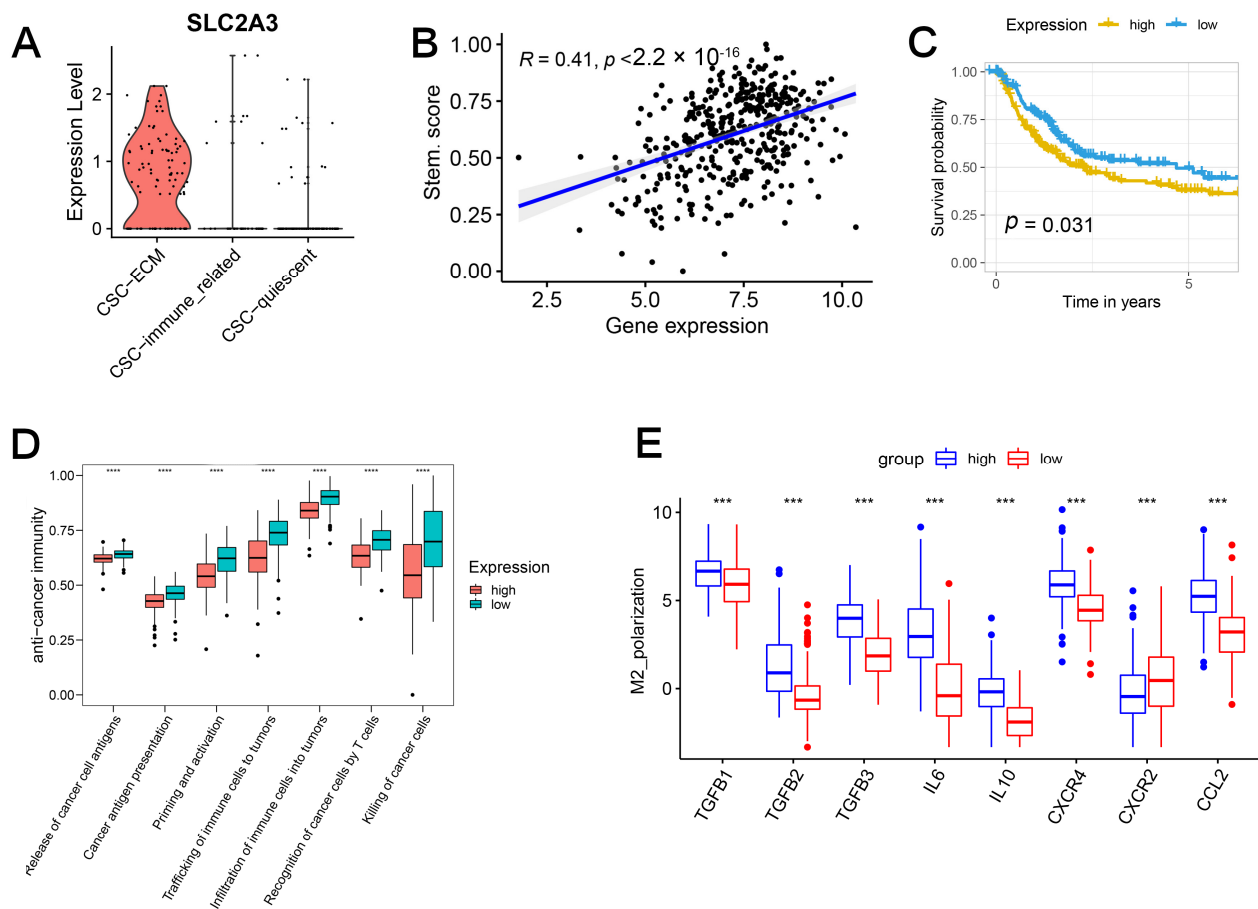 A
SLC2A3
Expression Level
2
1
0
CSC−ECM
CSC−immune_related
CSC−quiescent
B
R = 0.41, p <2.2 × 10-16
Stem. score
1.00
0.75
0.50
0.25
0.00
2.5 5.0 7.5 10.0
Gene expression
C
Expression high low
Survival probability
1.00
0.75
0.50
0.25
0.00
p = 0.031
0 5
Time in years
D
anti−cancer immunity
1.00
0.75
0.50
0.25
0.00
**** **** **** **** **** **** ****
Release of cancer cell antigens
Cancer antigen presentation
Priming and activation
Trafficking of immune cells to tumors
Infiltration of immune cells into tumors
Recognition of cancer cells by T cells
Killing of cancer cells
Expression
high
low
E
group high low
M2_polarization
10
5
0
*** *** *** *** *** *** *** ***
TGFB1
TGFB2
TGFB3
IL6
IL10
CXCR4
CXCR2
CCL2